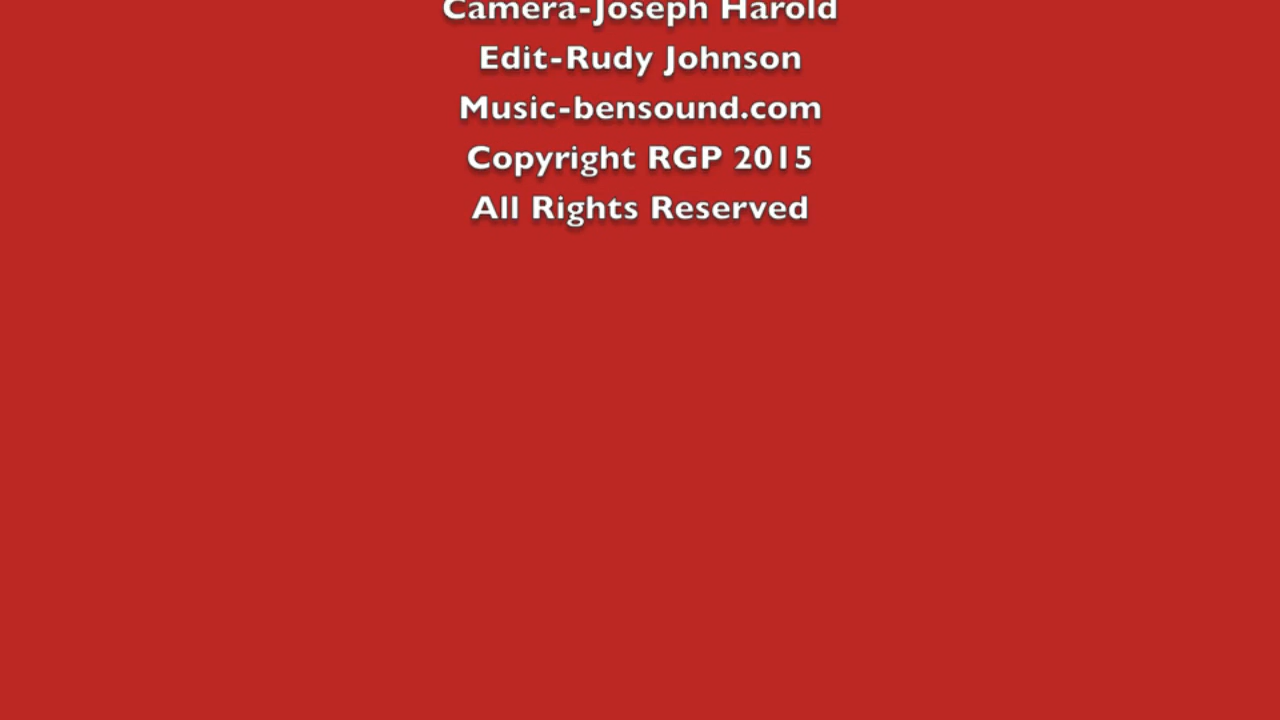 Camera-Joseph Harold
Edit-Rudy Johnson
Music-bensound.com
Copyright RGP 2015
All Rights Reserved